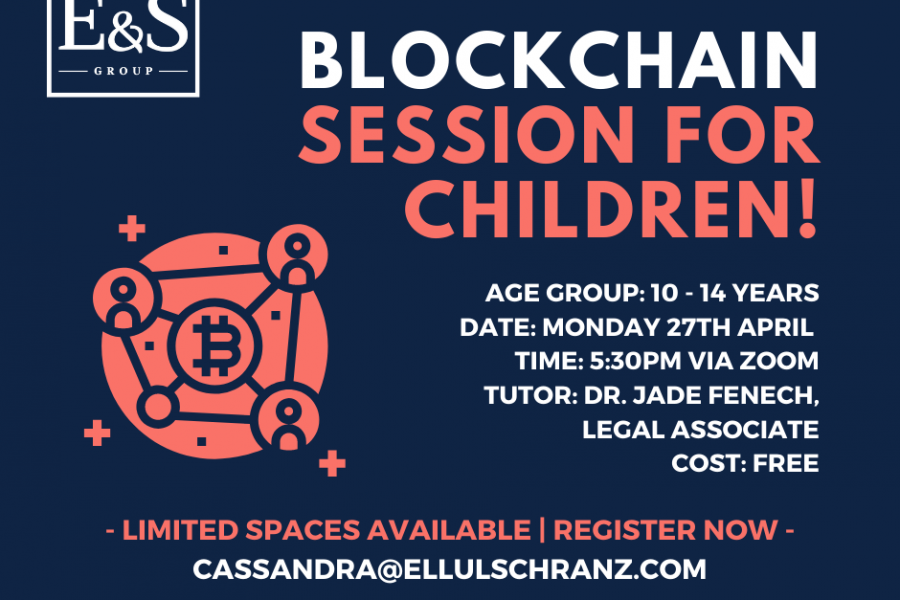 E&S
GROUP
BLOCKCHAIN
SESSION FOR
CHILDREN!
AGE GROUP: 10 - 14 YEARS
DATE: MONDAY 27TH APRIL
TIME: 5:30PM VIA ZOOM
TUTOR: DR. JADE FENECH,
LEGAL ASSOCIATE
COST: FREE
- LIMITED SPACES AVAILABLE | REGISTER NOW -
CASSANDRA@ELLULSCHRANZ.COM